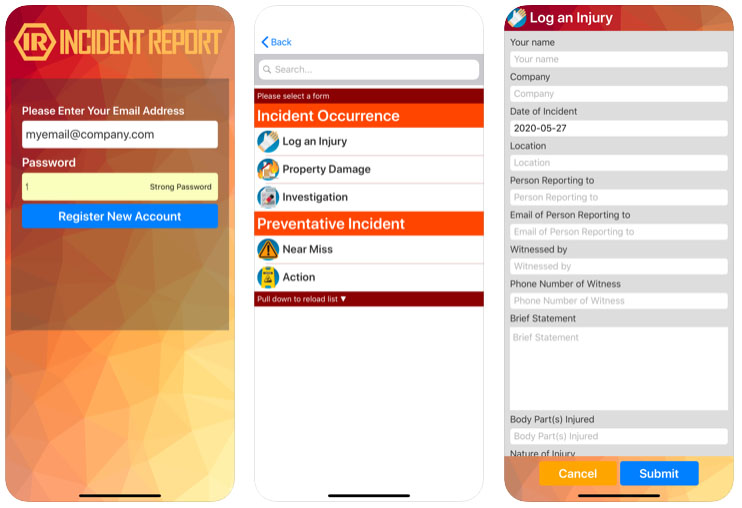 IR INCIDENT REPORT
Please Enter Your Email Address
myemail@company.com
Password
1 Strong Password
Register New Account
Back
Search...
Please select a form
Incident Occurrence
Log an Injury
Property Damage
Investigation
Preventative Incident
Near Miss
Action
Pull down to reload list ▼
Log an Injury
Your name
Your name
Company
Company
Date of Incident
2020-05-27
Location
Location
Person Reporting to
Person Reporting to
Email of Person Reporting to
Email of Person Reporting to
Witnessed by
Witnessed by
Phone Number of Witness
Phone Number of Witness
Brief Statement
Brief Statement
Body Part(s) Injured
Body Part(s) Injured
Nature of Injury
Cancel Submit